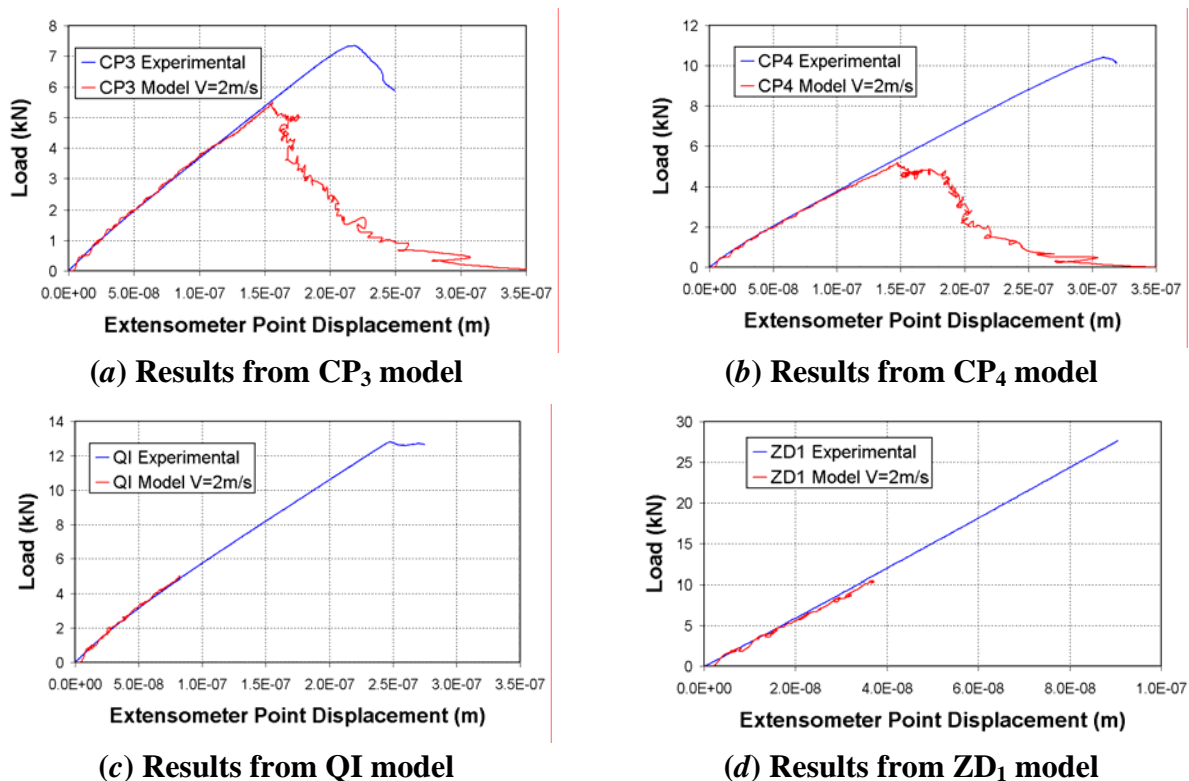 8
7
6
5
4
3
2
1
0
Load (kN)
CP3 Experimental
CP3 Model V=2m/s
0.0E+00 5.0E-08 1.0E-07 1.5E-07 2.0E-07 2.5E-07 3.0E-07 3.5E-07
Extensometer Point Displacement (m)
(a) Results from CP3 model
12
10
8
6
4
2
0
Load (kN)
CP4 Experimental
CP4 Model V=2m/s
0.0E+00 5.0E-08 1.0E-07 1.5E-07 2.0E-07 2.5E-07 3.0E-07 3.5E-07
Extensometer Point Displacement (m)
(b) Results from CP4 model
14
12
10
8
6
4
2
0
Load (kN)
QI Experimental
QI Model V=2m/s
0.0E+00 5.0E-08 1.0E-07 1.5E-07 2.0E-07 2.5E-07 3.0E-07 3.5E-07
Extensometer Point Displacement (m)
(c) Results from QI model
30
25
20
15
10
5
0
Load (kN)
ZD1 Experimental
ZD1 Model V=2m/s
0.0E+00 2.0E-08 4.0E-08 6.0E-08 8.0E-08 1.0E-07
Extensometer Point Displacement (m)
(d) Results from ZD1 model